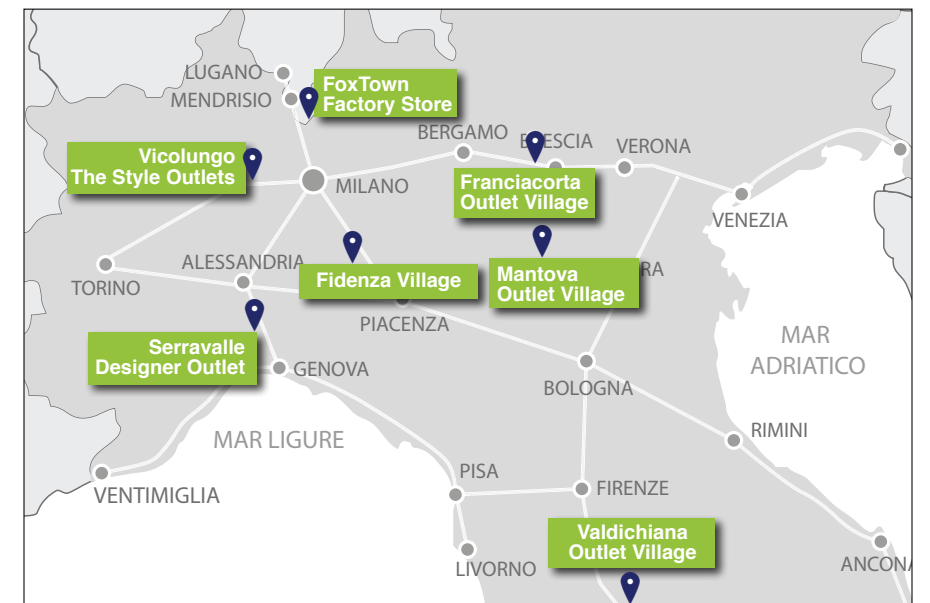 LUGANO
MENDRISIO
FoxTown
Factory Store
BERGAMO
VERONA
Vicolungo
The Style Outlets
MILANO
Franciacorta
Outlet Village
VENEZIA
ALESSANDRIA
TORINO
Fidenza Village
Mantova
Outlet Village
PIACENZA
Serravalle
Designer Outlet
GENOVA
BOLOGNA
MAR
ADRIATICO
MAR LIGURE
RIMINI
PISA
VENTIMIGLIA
FIRENZE
Valdichiana
Outlet Village
LIVORNO